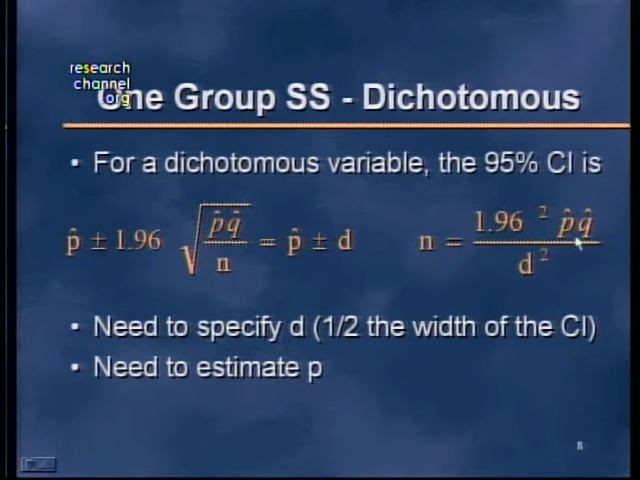 research
channel
.org
One Group SS - Dichotomous
• For a dichotomous variable, the 95% CI is
p̂ ± 1.96 √(p̂q̂/n) = p̂ ± d    n = 1.96² p̂q̂ / d²
• Need to specify d (1/2 the width of the CI)
• Need to estimate p